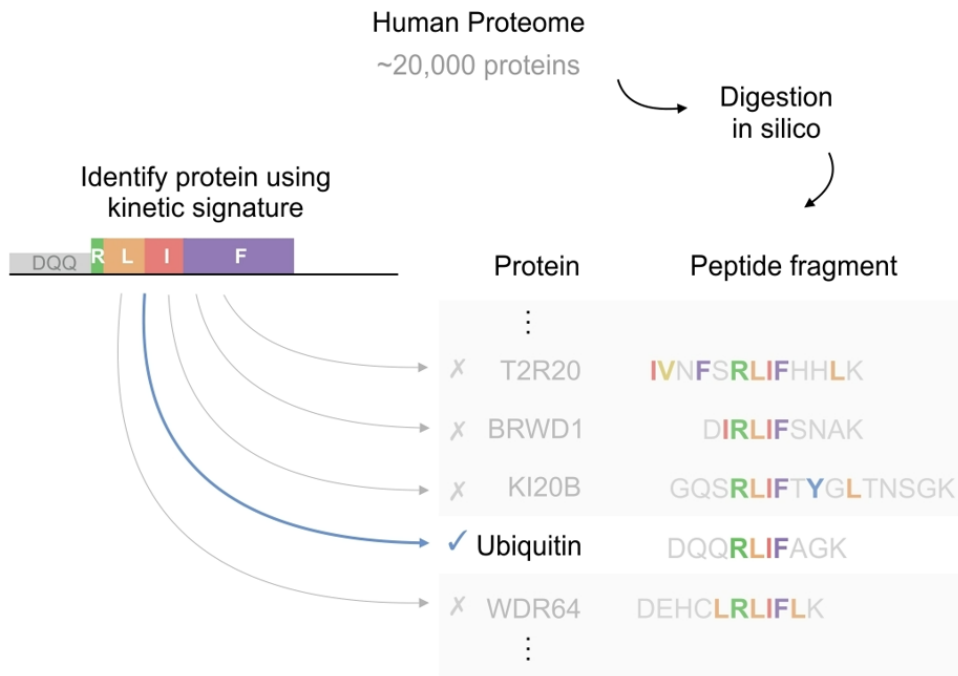 Human Proteome
~20,000 proteins
Digestion
in silico
Identify protein using
kinetic signature
DQQ R L I F
Protein Peptide fragment
⋮
✗ T2R20 IVNFSRLIFHHLK
✗ BRWD1 DIRLIFSNAK
✗ KI20B GQSRLIFTYGLTNSGK
✓ Ubiquitin DQQRLIFAGK
✗ WDR64 DEHCLRLIFLK
⋮